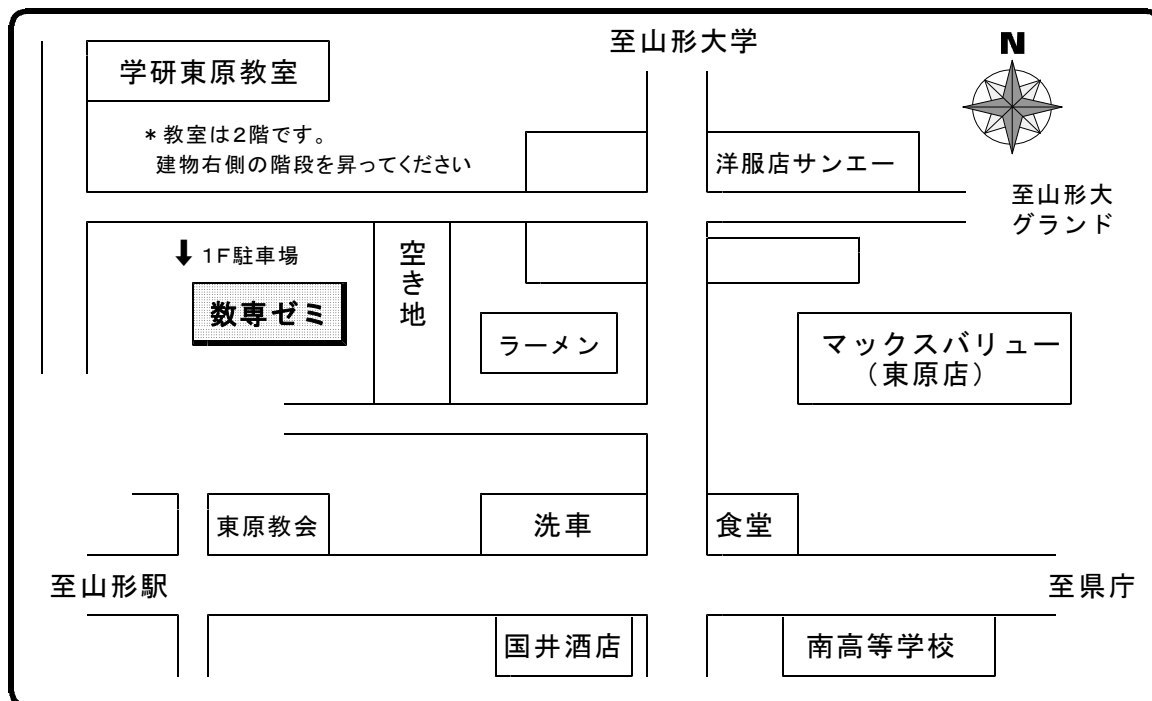 至山形大学
N
学研東原教室
*教室は2階です。
建物右側の階段を昇ってください
洋服店サンエー
至山形大
グランド
↓ 1F駐車場
空き地
数専ゼミ
ラーメン
マックスバリュー
（東原店）
東原教会
洗車
食堂
至山形駅
至県庁
国井酒店
南高等学校